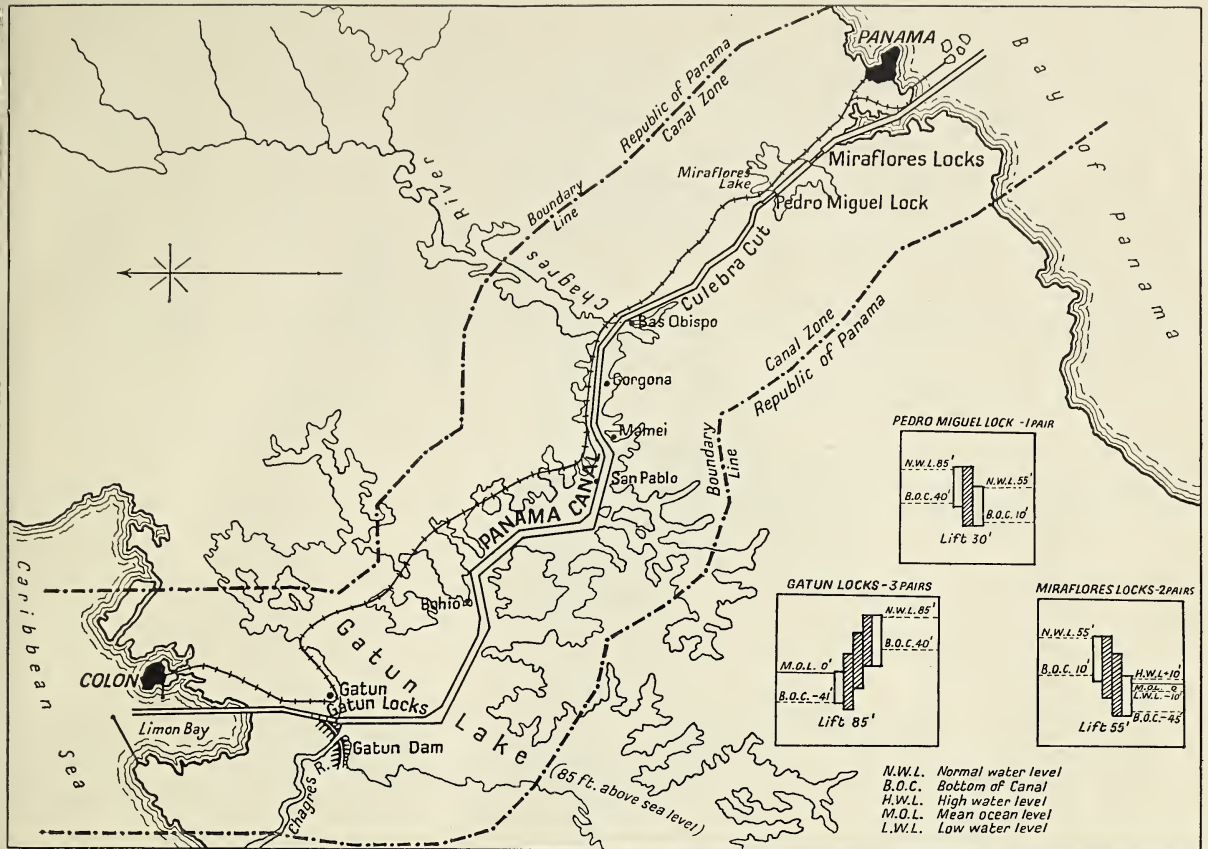 PANAMA
Bay of Panama
Republic of Panama
Canal Zone
Boundary
Line
Miraflores Locks
Miraflores
Lake
Pedro Miguel Lock
Chagres River
Culebra Cut
Bas Obispo
Canal Zone
Republic of Panama
Gorgona
Mamei
Boundary
Line
San Pablo
PANAMA CANAL
Caribbean Sea
Bohio
Gatun Lake
(85 ft. above sea level)
COLON
Gatun
Gatun Locks
Limon Bay
Gatun Dam
Chagres R.
PEDRO MIGUEL LOCK - 1 PAIR
N.W.L. 85'
N.W.L. 55'
B.O.C. 40'
B.O.C. 10'
Lift 30'
GATUN LOCKS - 3 PAIRS
N.W.L. 85'
B.O.C. 40'
M.O.L. 0'
B.O.C. -41'
Lift 85'
MIRAFLORES LOCKS - 2 PAIRS
N.W.L. 55'
B.O.C. 10'
H.W.L. +10'
M.O.L. 0
L.W.L. -10'
B.O.C. -45'
Lift 55'
N.W.L. Normal water level
B.O.C. Bottom of Canal
H.W.L. High water level
M.O.L. Mean ocean level
L.W.L. Low water level